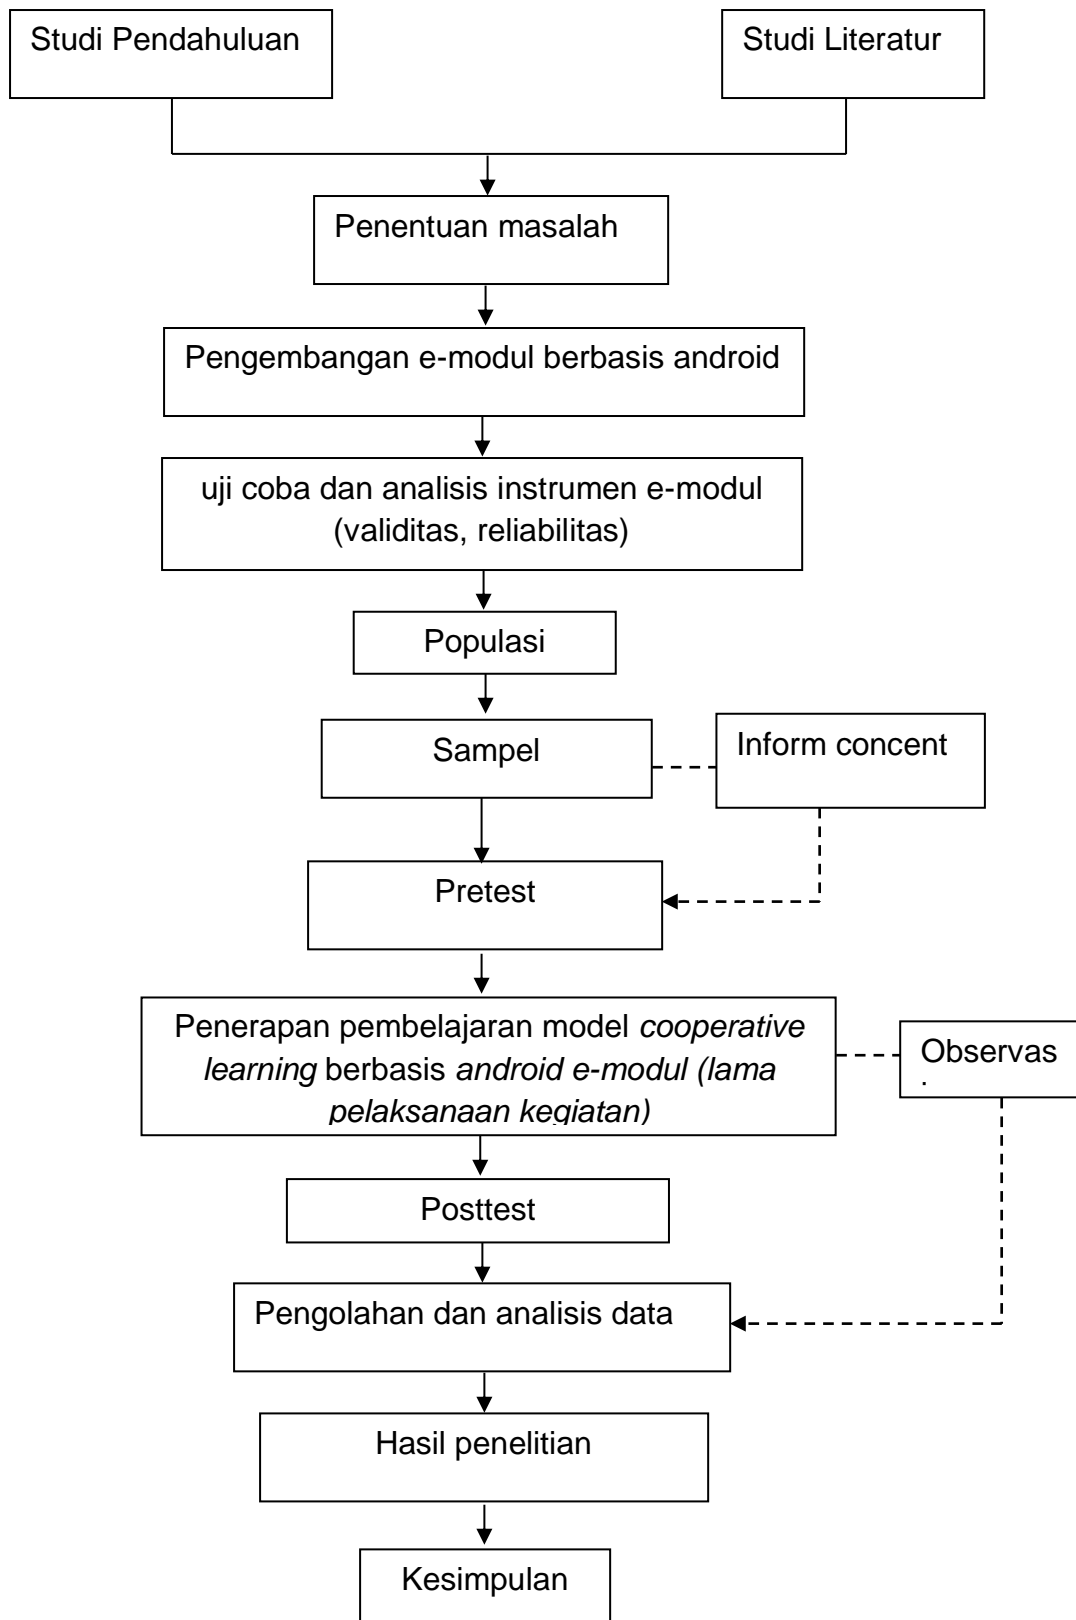 Studi Pendahuluan
Studi Literatur
Penentuan masalah
Pengembangan e-modul berbasis android
uji coba dan analisis instrumen e-modul
(validitas, reliabilitas)
Populasi
Sampel
Inform concent
Pretest
Penerapan pembelajaran model cooperative
learning berbasis android e-modul (lama
pelaksanaan kegiatan)
Observas
Posttest
Pengolahan dan analisis data
Hasil penelitian
Kesimpulan